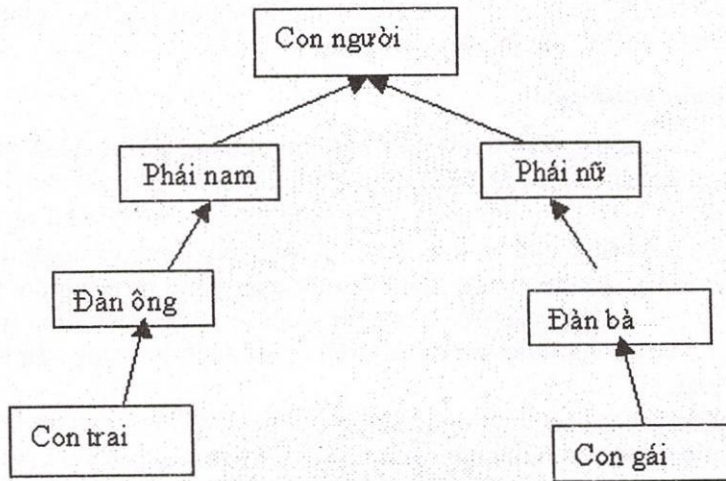 Con người
Phái nam
Phái nữ
Đàn ông
Đàn bà
Con trai
Con gái